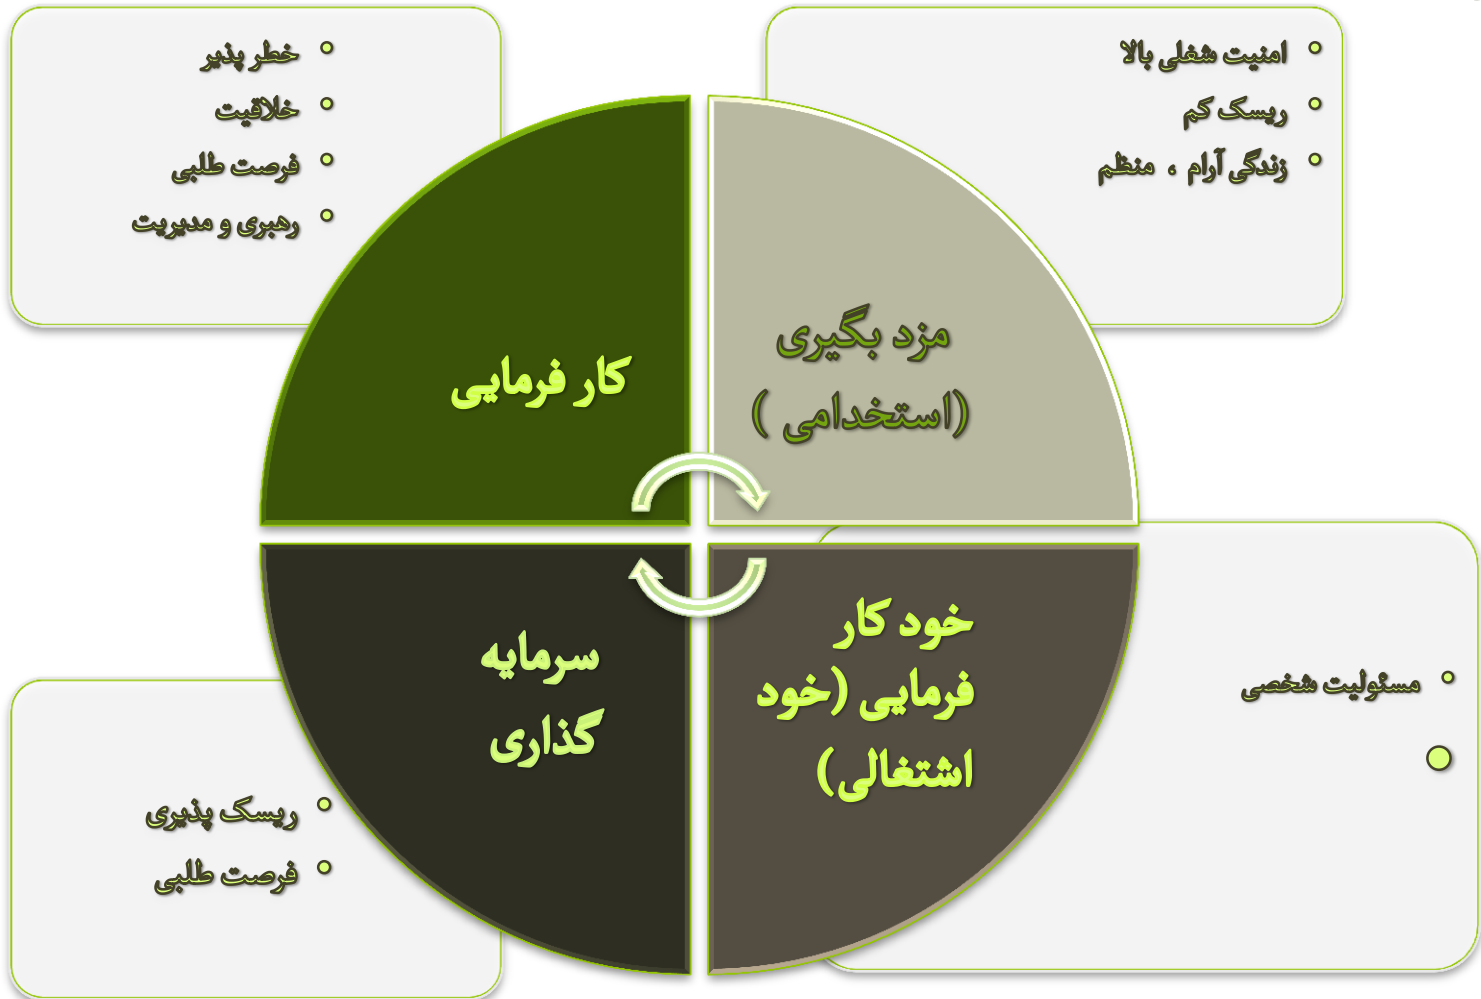 امنیت شغلی بالا
ریسک کم
زندگی آرام ، منظم
خطر پذیر
خلاقیت
فرصت طلبی
رهبری و مدیریت
مزد بگیری
(استخدامی )
کار فرمایی
خود کار
فرمایی (خود
اشتغالی)
سرمایه
گذاری
مسئولیت شخصی
ریسک پذیری
فرصت طلبی